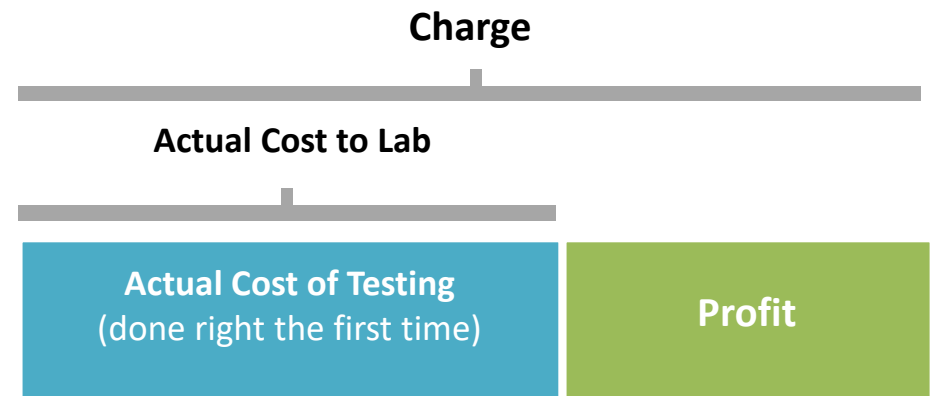 Charge
Actual Cost to Lab
Actual Cost of Testing
(done right the first time)
Profit